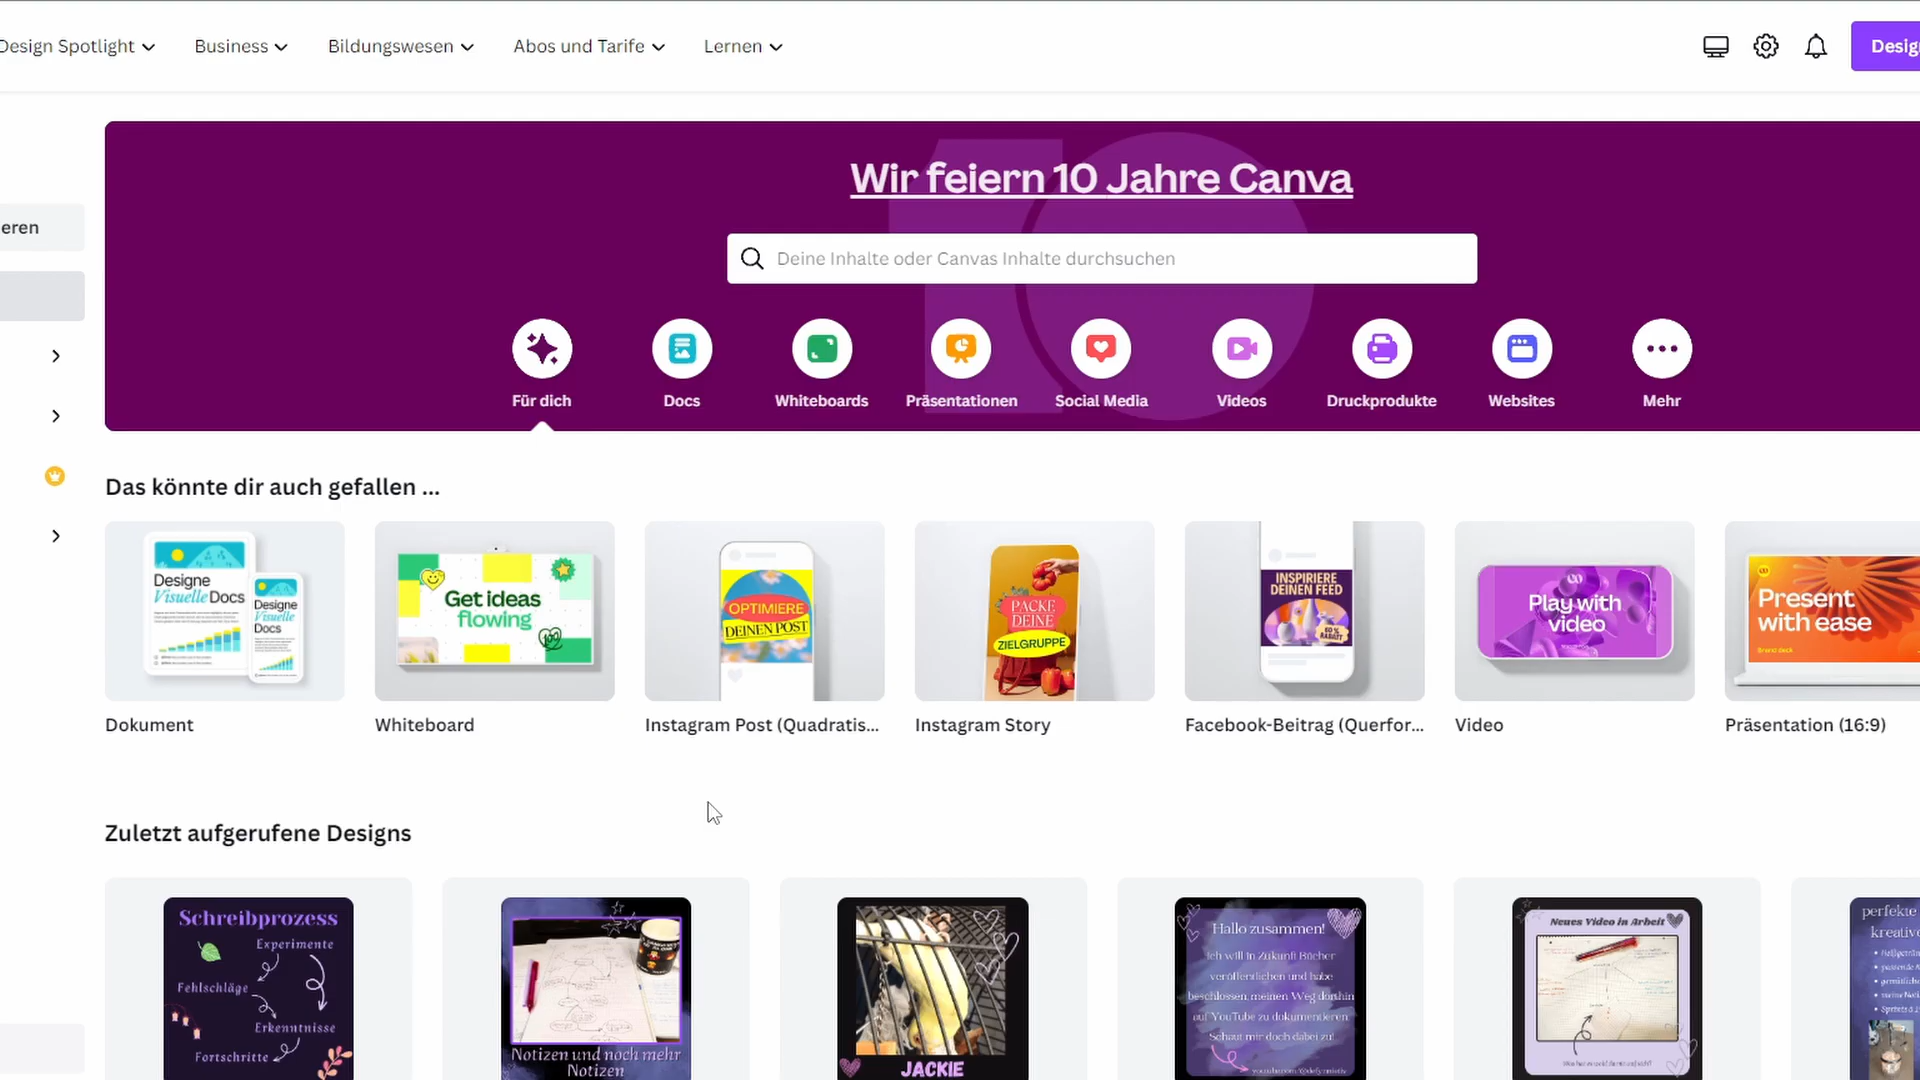 Design Spotlight
Business
Bildungswesen
Abos und Tarife
Lernen
Desig
eren
Wir feiern 10 Jahre Canva
Deine Inhalte oder Canvas Inhalte durchsuchen
Für dich
Docs
Whiteboards
Präsentationen
Social Media
Videos
Druckprodukte
Websites
Mehr
Das könnte dir auch gefallen ...
Designe
Visuelle Docs
Designe
Visuelle
Docs
Get ideas
flowing
100
OPTIMIERE
DEINEN POST
PACKE
DEINE
ZIELGRUPPE
INSPIRIERE
DEINEN FEED
Play with
video
Present
with ease
Brand deck
Dokument
Whiteboard
Instagram Post (Quadratis...
Instagram Story
Facebook-Beitrag (Querfor...
Video
Präsentation (16:9)
Zuletzt aufgerufene Designs
Schreibprozess
Experimente
Fehlschläge
Erkenntnisse
Fortschritte
Notizen und noch mehr
Notizen
JACKIE
Hallo zusammen!
Ich will in Zukunft Bücher
veröffentlichen und habe
beschlossen, meinen Weg dorthin
auf YouTube zu dokumentieren.
Schaut mir doch dabei zu!
Neues Video in Arbeit
perfekte
kreative